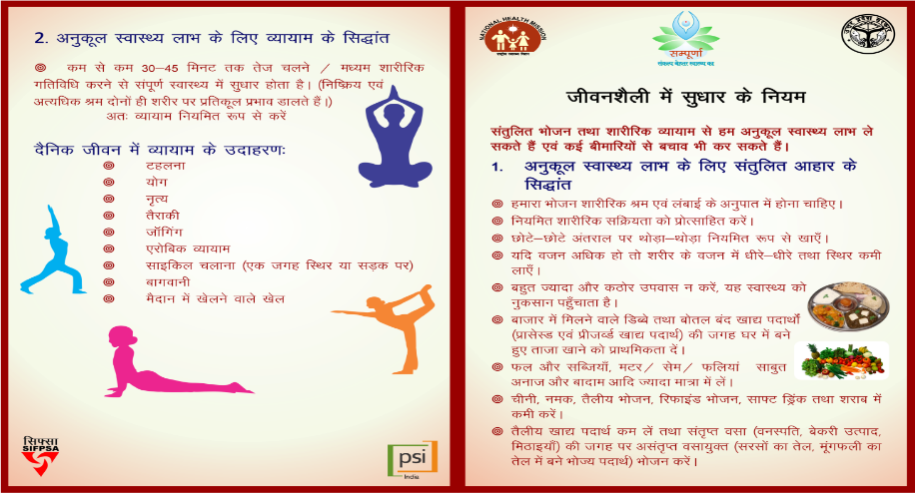 2. अनुकूल स्वास्थ्य लाभ के लिए व्यायाम के सिद्धांत
कम से कम 30–45 मिनट तक तेज चलने / मध्यम शारीरिक
गतिविधि करने से संपूर्ण स्वास्थ्य में सुधार होता है। (निष्क्रिय एवं
अत्यधिक श्रम दोनों ही शरीर पर प्रतिकूल प्रभाव डालते हैं।)
अतः व्यायाम नियमित रूप से करें
दैनिक जीवन में व्यायाम के उदाहरणः
टहलना
योग
नृत्य
तैराकी
जॉगिंग
एरोबिक व्यायाम
साइकिल चलाना (एक जगह स्थिर या सड़क पर)
बागवानी
मैदान में खेलने वाले खेल
सिफ्सा
SIFPSA
psi
India
NATIONAL HEALTH MISSION
राष्ट्रीय स्वास्थ्य मिशन
सम्पूर्णा
उत्तर प्रदेश सरकार
जीवनशैली में सुधार के नियम
संतुलित भोजन तथा शारीरिक व्यायाम से हम अनुकूल स्वास्थ्य लाभ ले
सकते हैं एवं कई बीमारियों से बचाव भी कर सकते हैं।
1. अनुकूल स्वास्थ्य लाभ के लिए संतुलित आहार के
सिद्धांत
हमारा भोजन शारीरिक श्रम एवं लंबाई के अनुपात में होना चाहिए।
नियमित शारीरिक सक्रियता को प्रोत्साहित करें।
छोटे–छोटे अंतराल पर थोड़ा–थोड़ा नियमित रूप से खाएँ।
यदि वजन अधिक हो तो शरीर के वजन में धीरे–धीरे तथा स्थिर कमी
लाएँ।
बहुत ज्यादा और कठोर उपवास न करें, यह स्वास्थ्य को
नुकसान पहुँचाता है।
बाजार में मिलने वाले डिब्बे तथा बोतल बंद खाद्य पदार्थों
(प्रासेस्ड एवं प्रीजर्व्ड खाद्य पदार्थ) की जगह घर में बने
हुए ताजा खाने को प्राथमिकता दें।
फल और सब्जियाँ, मटर/ सेम/ फलियां साबुत
अनाज और बादाम आदि ज्यादा मात्रा में लें।
चीनी, नमक, तैलीय भोजन, रिफाइंड भोजन, साफ्ट ड्रिंक तथा शराब में
कमी करें।
तैलीय खाद्य पदार्थ कम लें तथा संतृप्त वसा (वनस्पति, बेकरी उत्पाद,
मिठाइयाँ) की जगह पर असंतृप्त वसायुक्त (सरसों का तेल, मूंगफली का
तेल में बने भोज्य पदार्थ) भोजन करें।